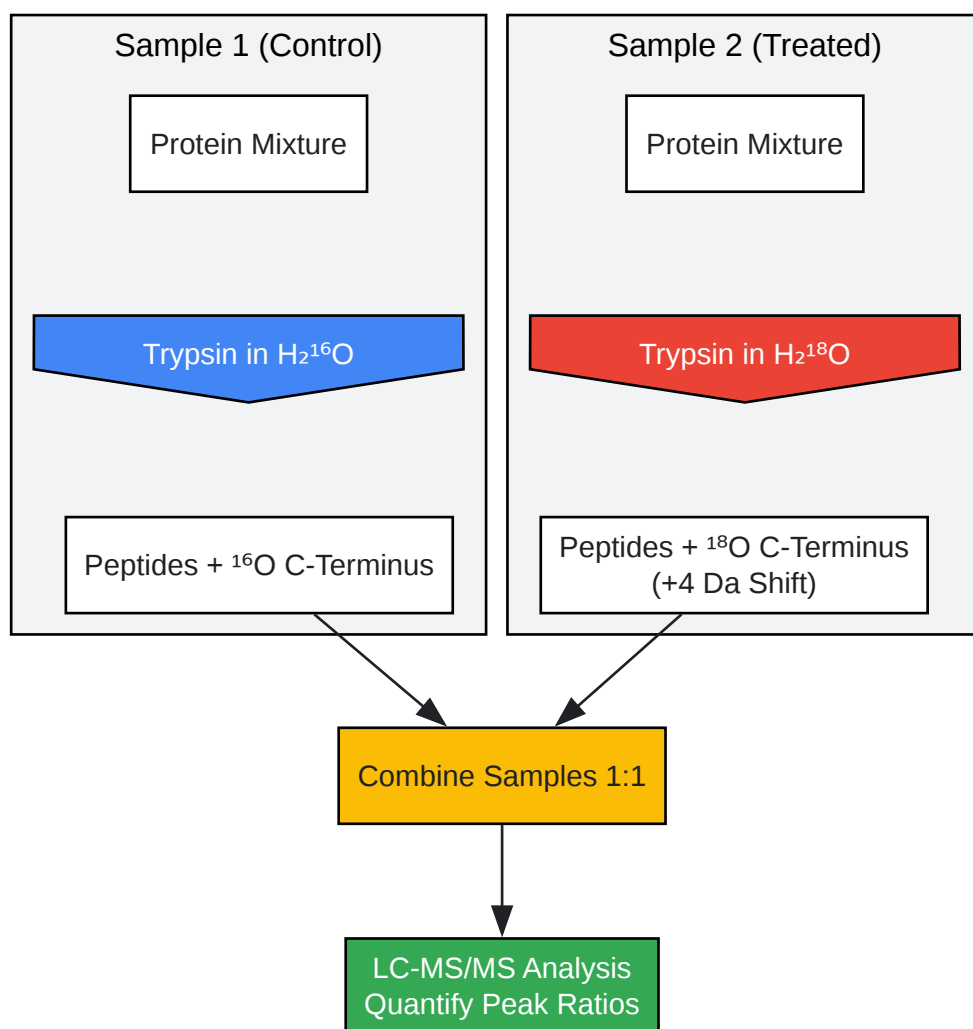 Sample 1 (Control)
Protein Mixture
Trypsin in H₂¹⁶O
Peptides + ¹⁶O C-Terminus
Sample 2 (Treated)
Protein Mixture
Trypsin in H₂¹⁸O
Peptides + ¹⁸O C-Terminus
(+4 Da Shift)
Combine Samples 1:1
LC-MS/MS Analysis
Quantify Peak Ratios